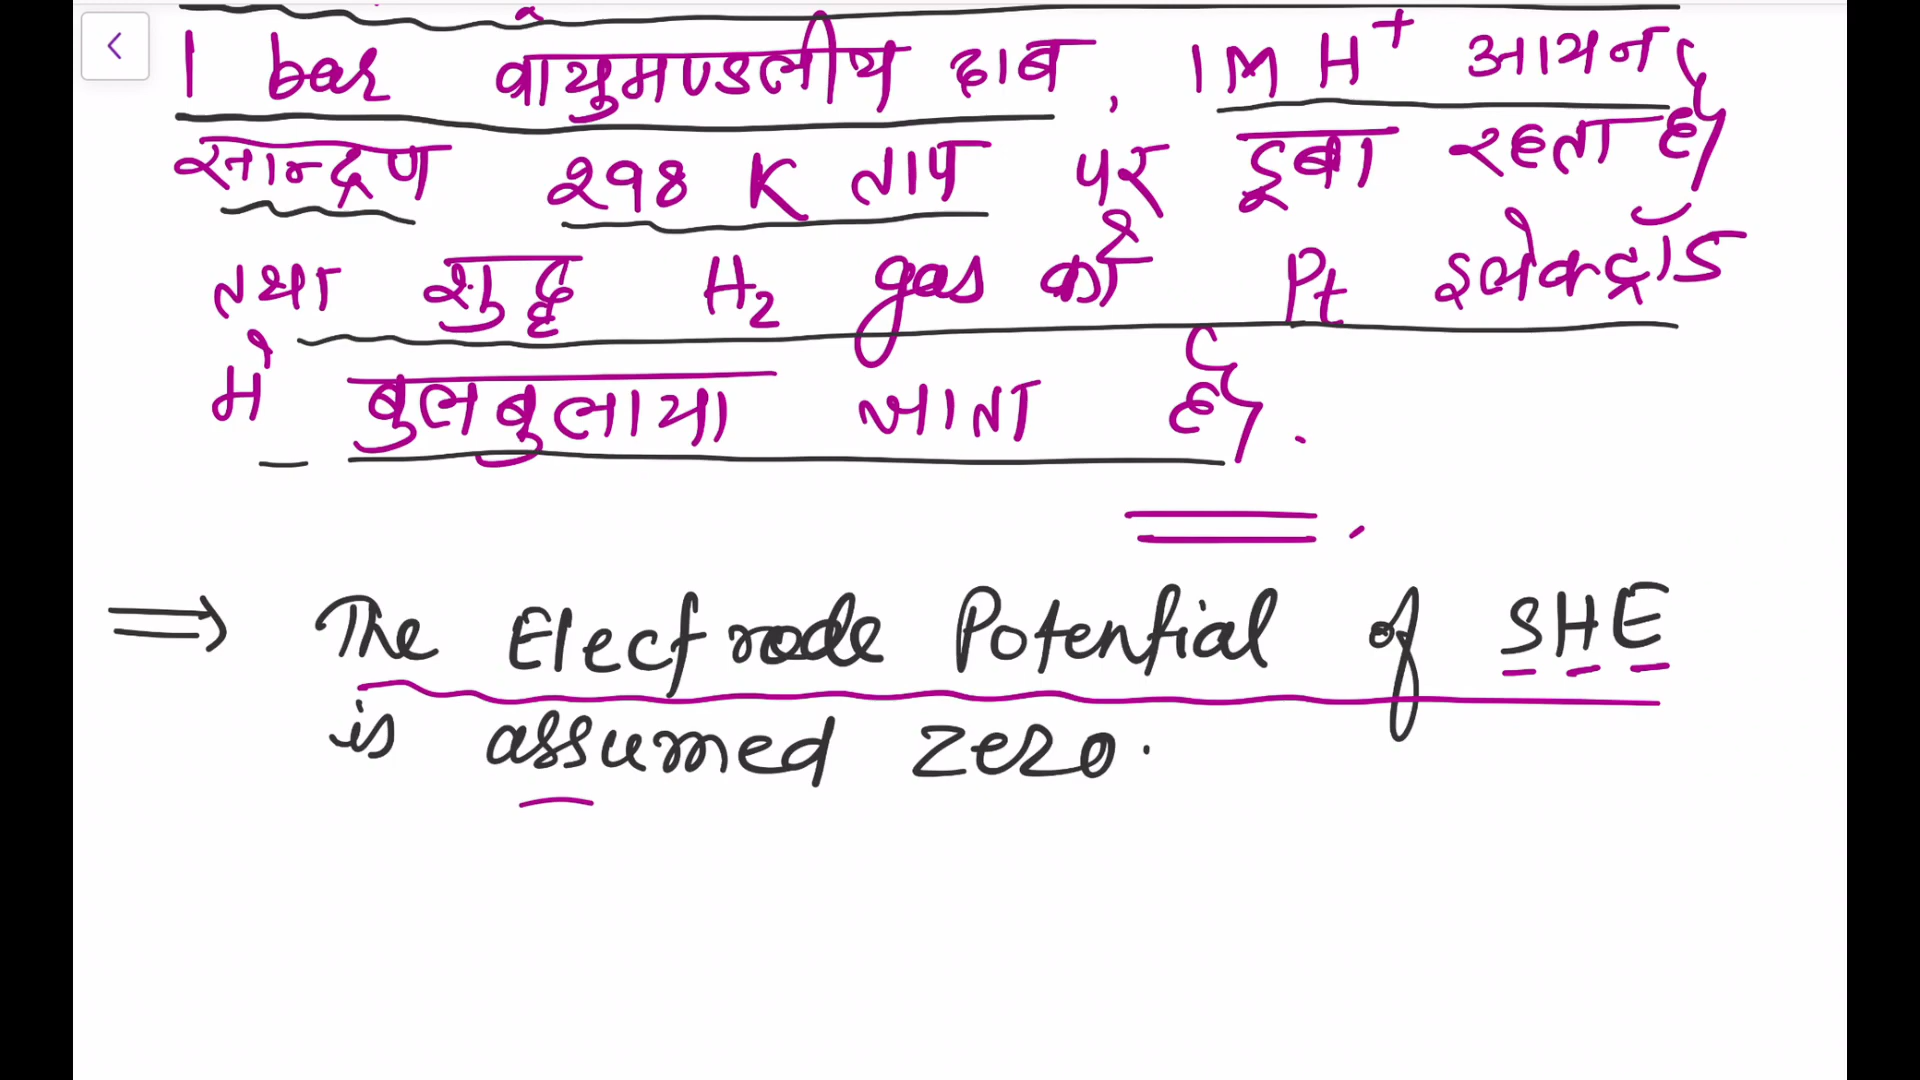 1 bar वायुमण्डलीय दाब, 1M H⁺ आयन
सान्द्रण 298 K ताप पर डूबा रहता है
तथा शुद्ध H₂ gas को Pt इलेक्ट्रॉड
में बुलबुलाया जाता है.
⇒ The Electrode Potential of SHE
is assumed zero.